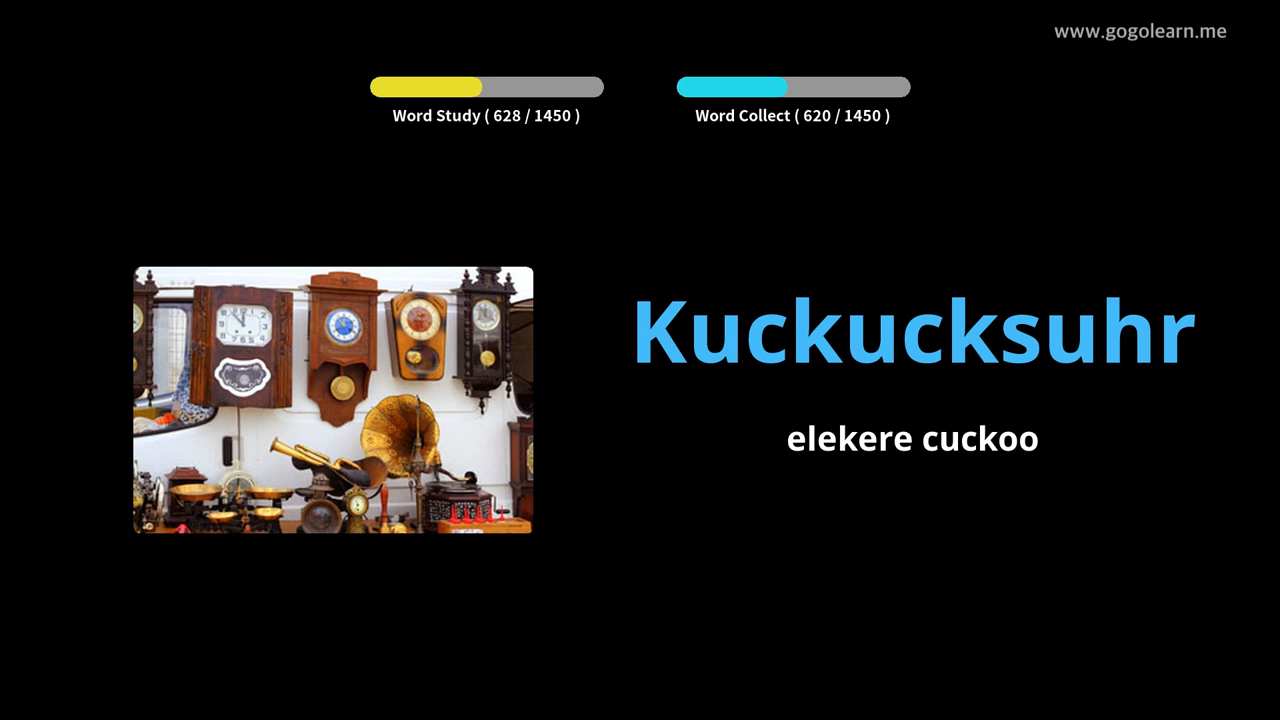 www.gogolearn.me
Word Study ( 628 / 1450 )
Word Collect ( 620 / 1450 )
Kuckucksuhr
elekere cuckoo